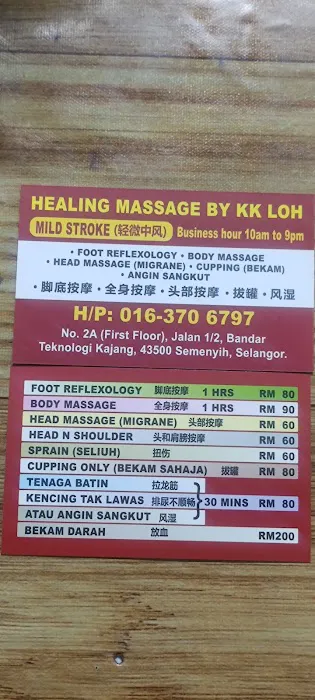 HEALING MASSAGE BY KK LOH
MILD STROKE (轻微中风) Business hour 10am to 9pm
• FOOT REFLEXOLOGY • BODY MASSAGE
• HEAD MASSAGE (MIGRANE) • CUPPING (BEKAM)
• ANGIN SANGKUT
• 脚底按摩 • 全身按摩 • 头部按摩 • 拔罐 • 风湿
H/P: 016-370 6797
No. 2A (First Floor), Jalan 1/2, Bandar
Teknologi Kajang, 43500 Semenyih, Selangor.
FOOT REFLEXOLOGY 脚底按摩 1 HRS RM 80
BODY MASSAGE 全身按摩 1 HRS RM 90
HEAD MASSAGE (MIGRANE) 头部按摩 RM 60
HEAD N SHOULDER 头和肩膀按摩 RM 60
SPRAIN (SELIUH) 扭伤 RM 60
CUPPING ONLY (BEKAM SAHAJA) 拔罐 RM 80
TENAGA BATIN 拉龙筋
KENCING TAK LAWAS 排尿不顺畅 30 MINS RM 80
ATAU ANGIN SANGKUT 风湿
BEKAM DARAH 放血 RM200